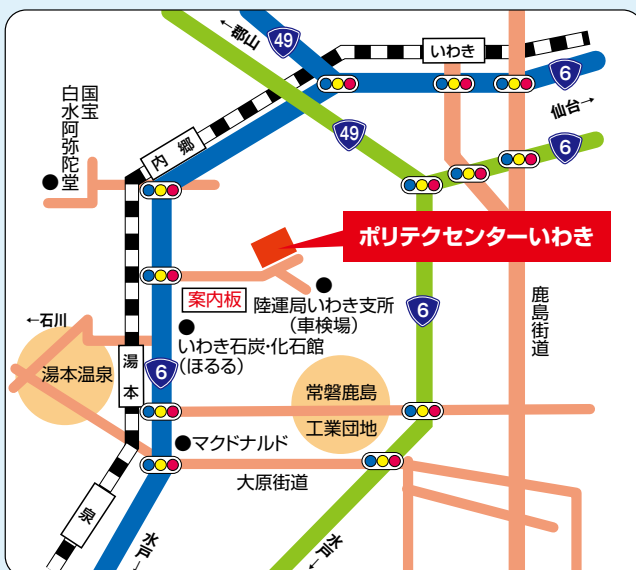 ←郡山
49
いわき
6
仙台→
国宝
白水阿弥陀堂
内郷
49
6
ポリテクセンターいわき
案内板
陸運局いわき支所
(車検場)
鹿島街道
←石川
いわき石炭・化石館
(ほるる)
6
湯本温泉
湯本
6
常磐鹿島
工業団地
マクドナルド
大原街道
泉
水戸→
水戸→